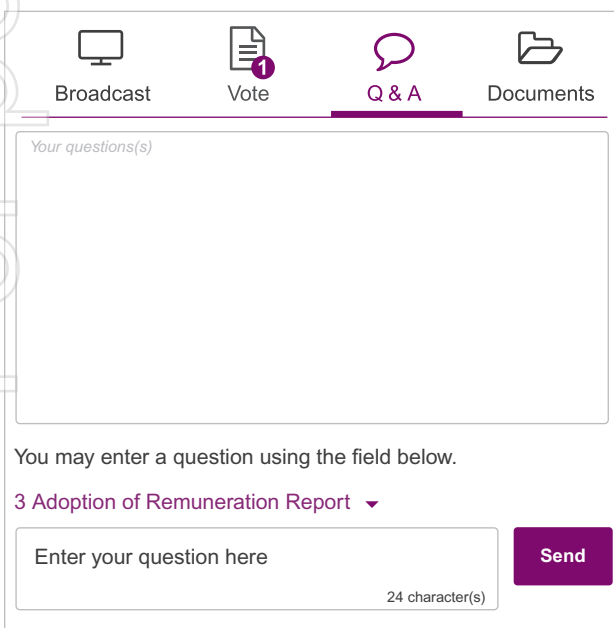 Broadcast Vote Q & A Documents
1
Your questions(s)
You may enter a question using the field below.
3 Adoption of Remuneration Report
Enter your question here
Send
24 character(s)